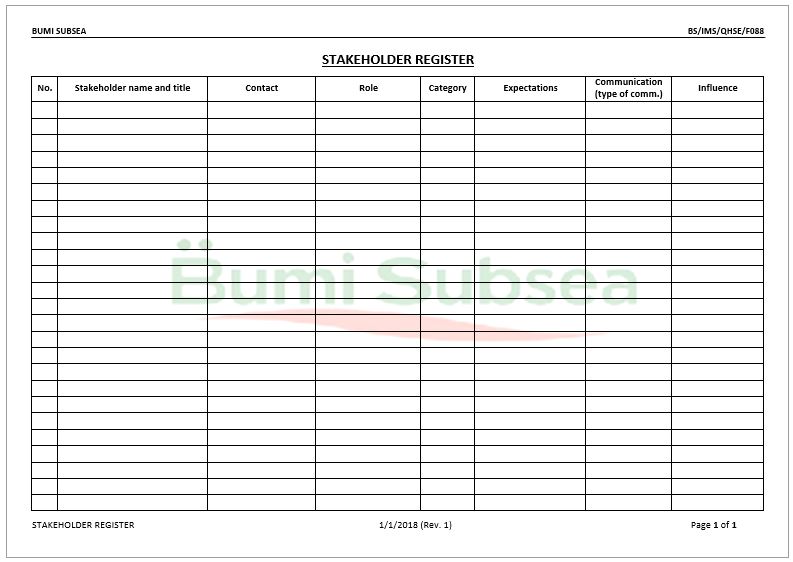 BUMI SUBSEA BS/IMS/QHSE/F088
STAKEHOLDER REGISTER
No. Stakeholder name and title Contact Role Category Expectations Communication (type of comm.) Influence
Bumi Subsea
STAKEHOLDER REGISTER 1/1/2018 (Rev. 1) Page 1 of 1